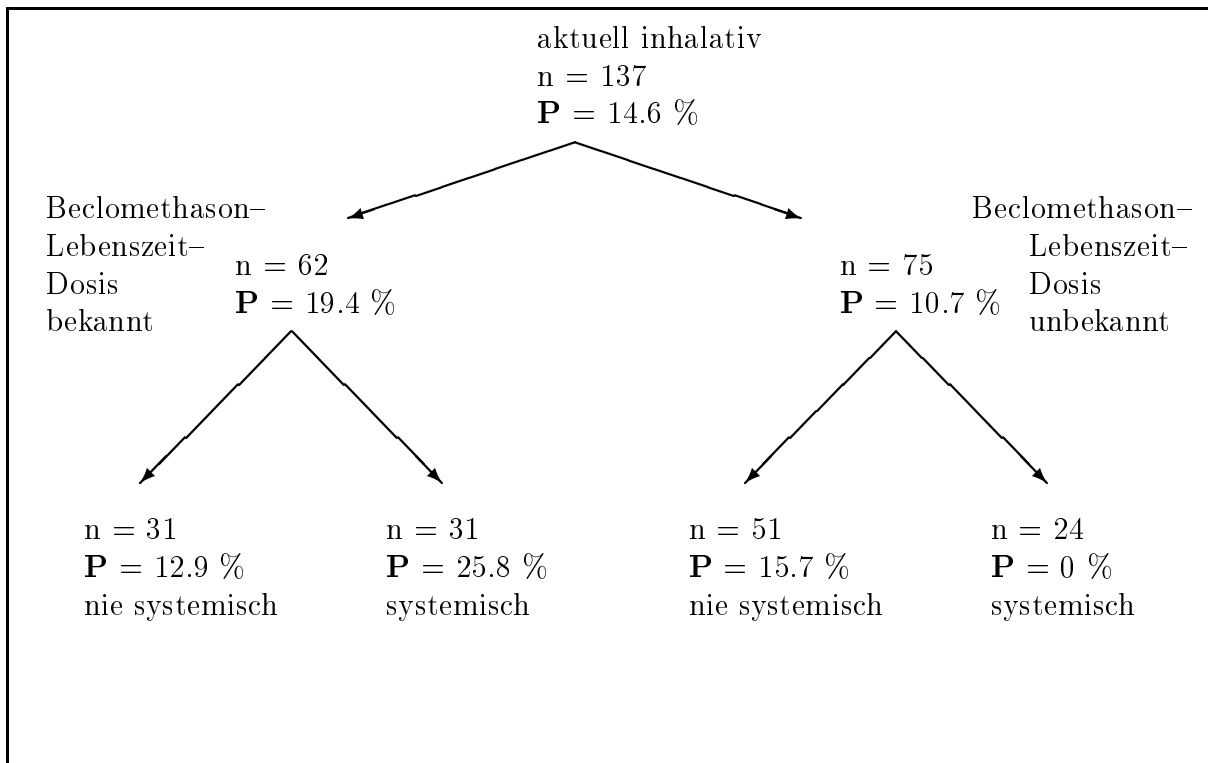 aktuell inhalativ
n = 137
P = 14.6 %
Beclomethason–
Lebenszeit–
Dosis
bekannt
n = 62
P = 19.4 %
n = 75
P = 10.7 %
Beclomethason–
Lebenszeit–
Dosis
unbekannt
n = 31
P = 12.9 %
nie systemisch
n = 31
P = 25.8 %
systemisch
n = 51
P = 15.7 %
nie systemisch
n = 24
P = 0 %
systemisch